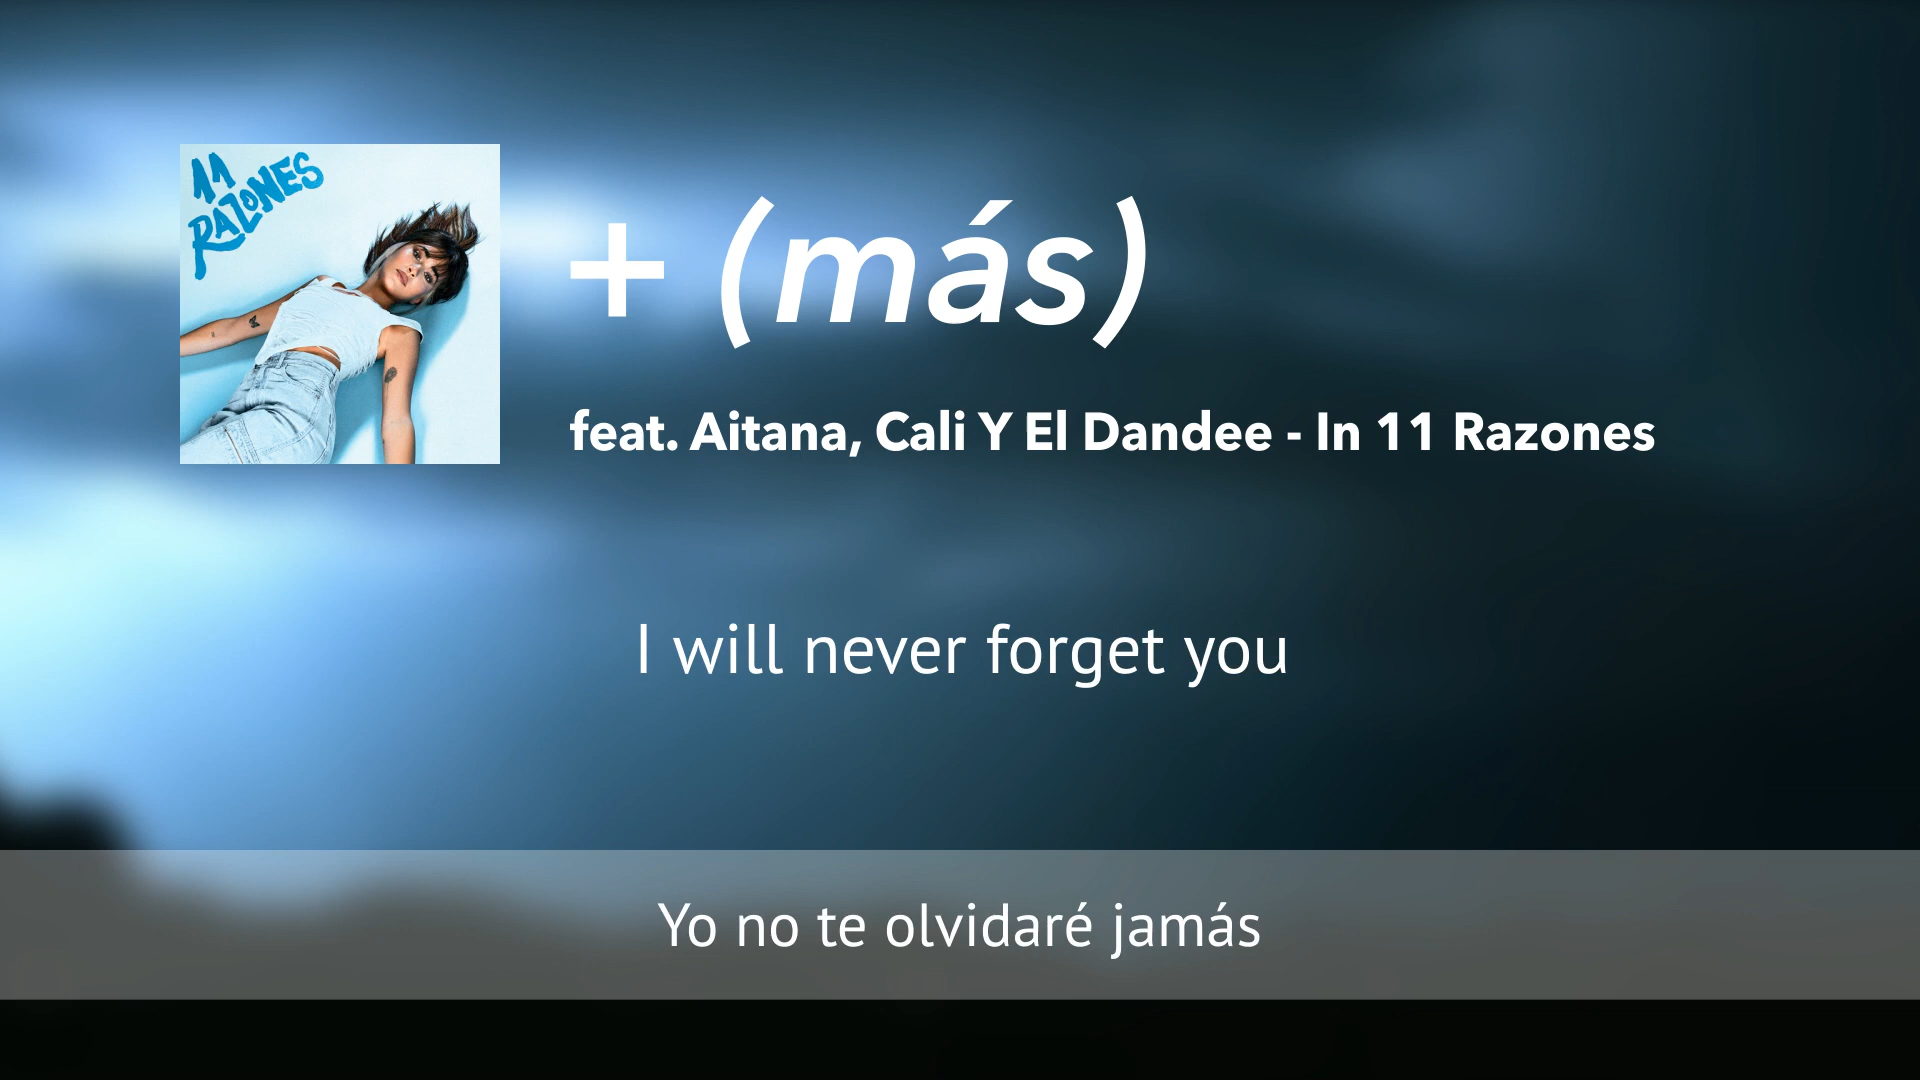 11
RAZONES
+ (más)
feat. Aitana, Cali Y El Dandee - In 11 Razones
I will never forget you
Yo no te olvidaré jamás